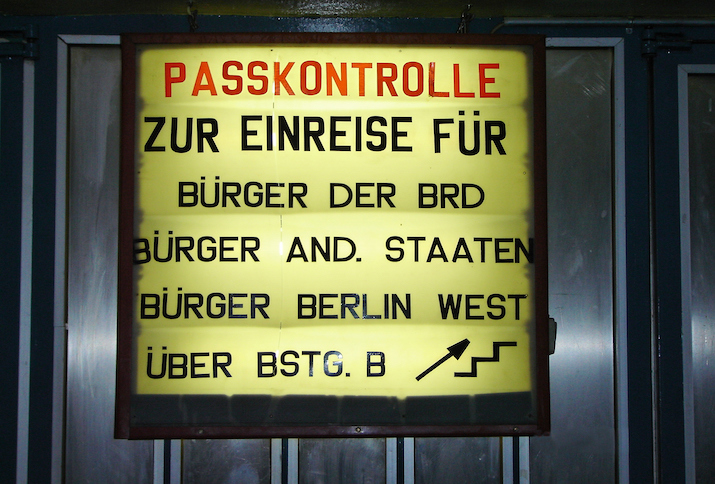 PASSKONTROLLE
ZUR EINREISE FÜR
BÜRGER DER BRD
BÜRGER AND. STAATEN
BÜRGER BERLIN WEST
ÜBER BSTG. B